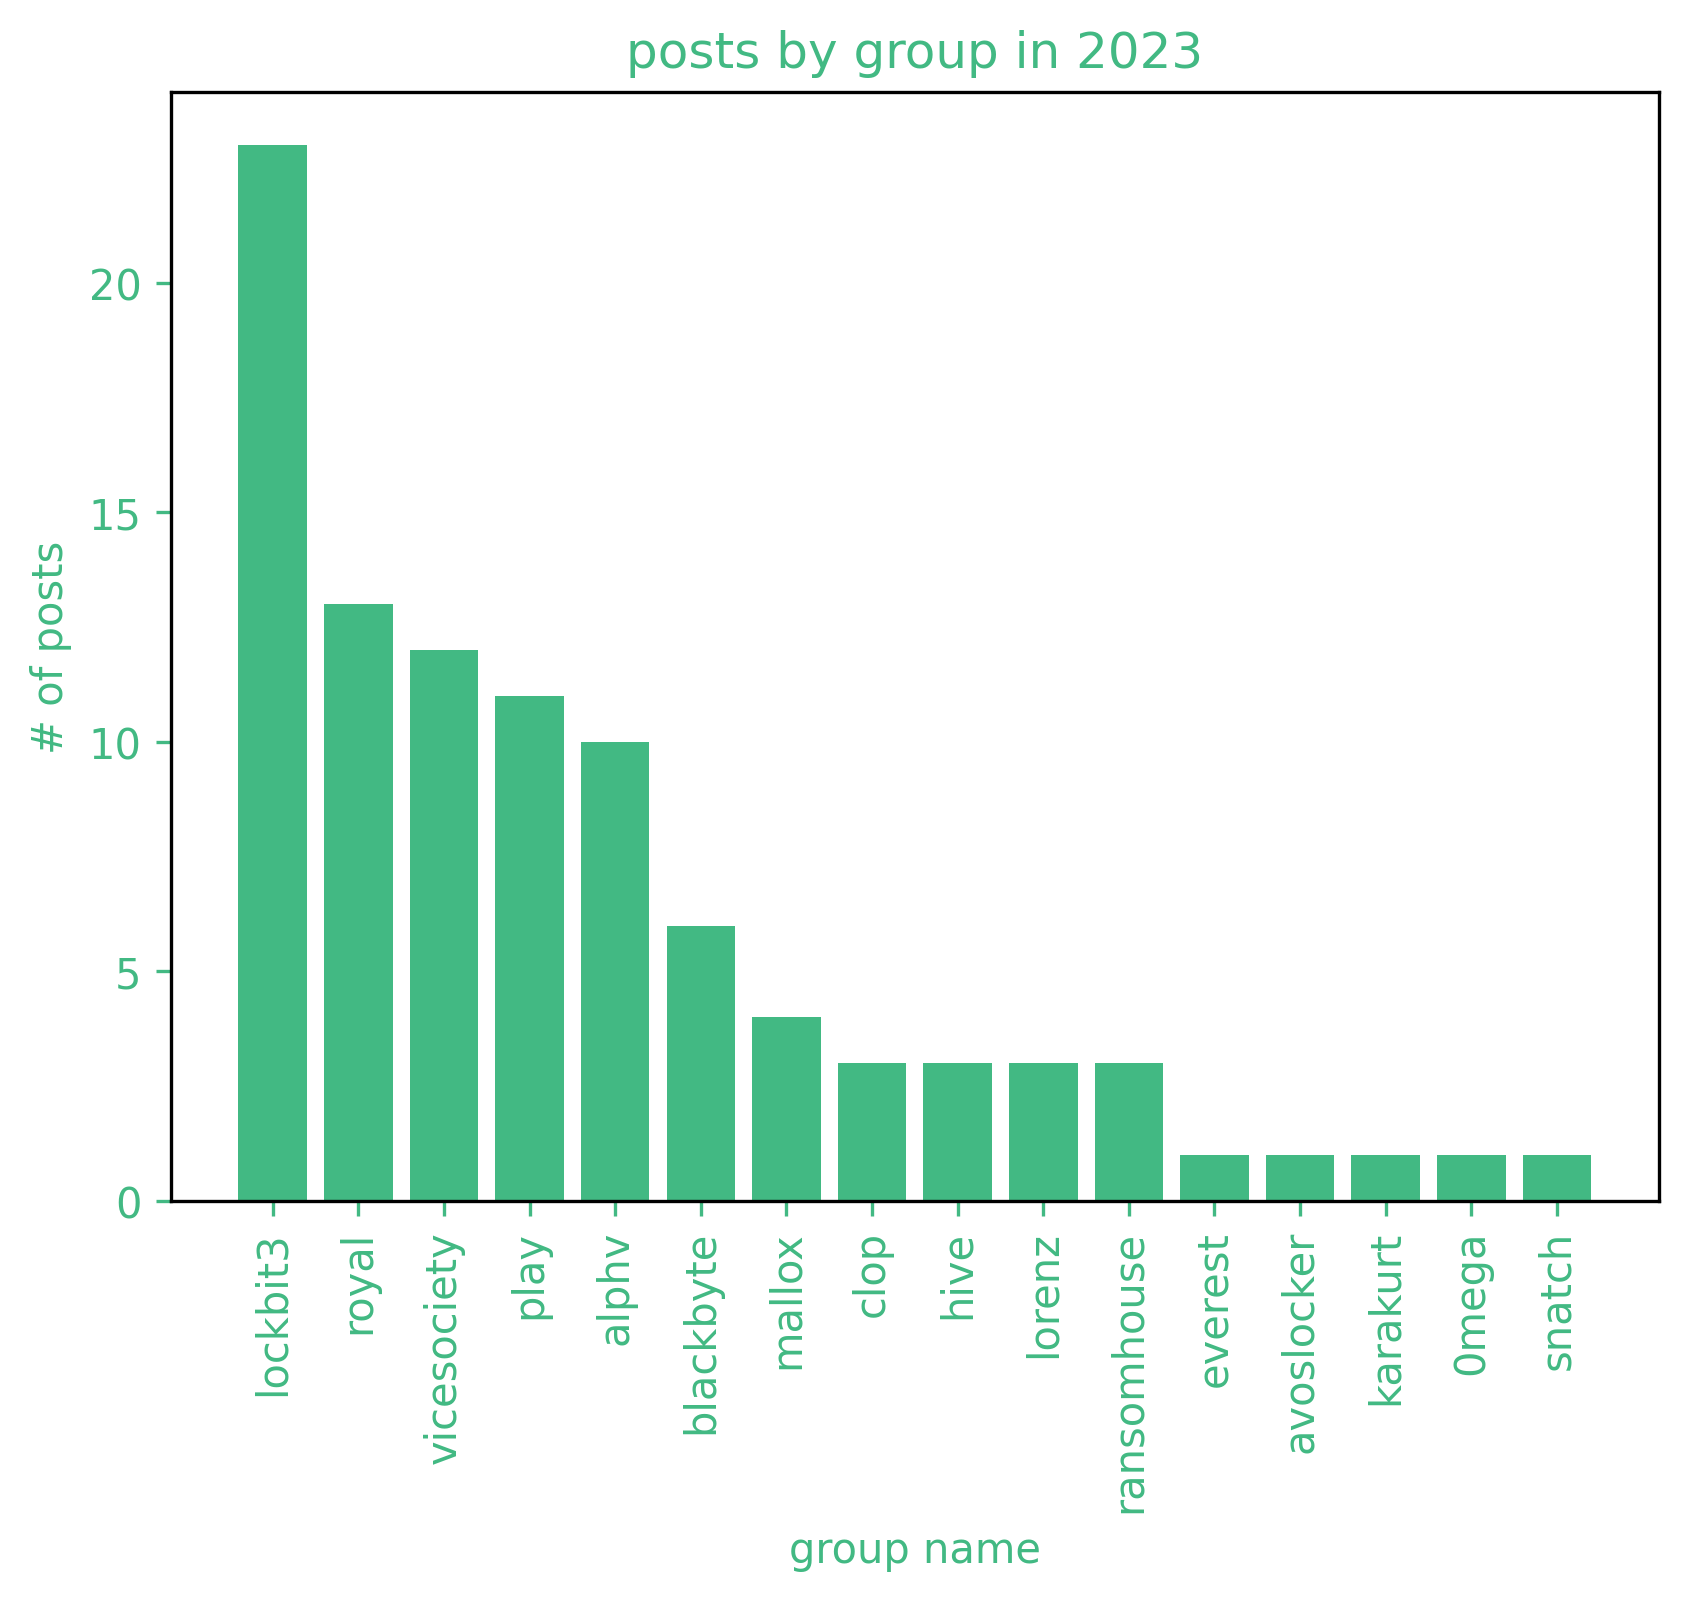 posts by group in 2023
# of posts
20
15
10
5
0
lockbit3
royal
vicesociety
play
alphv
blackbyte
mallox
clop
hive
lorenz
ransomhouse
everest
avoslocker
karakurt
0mega
snatch
group name